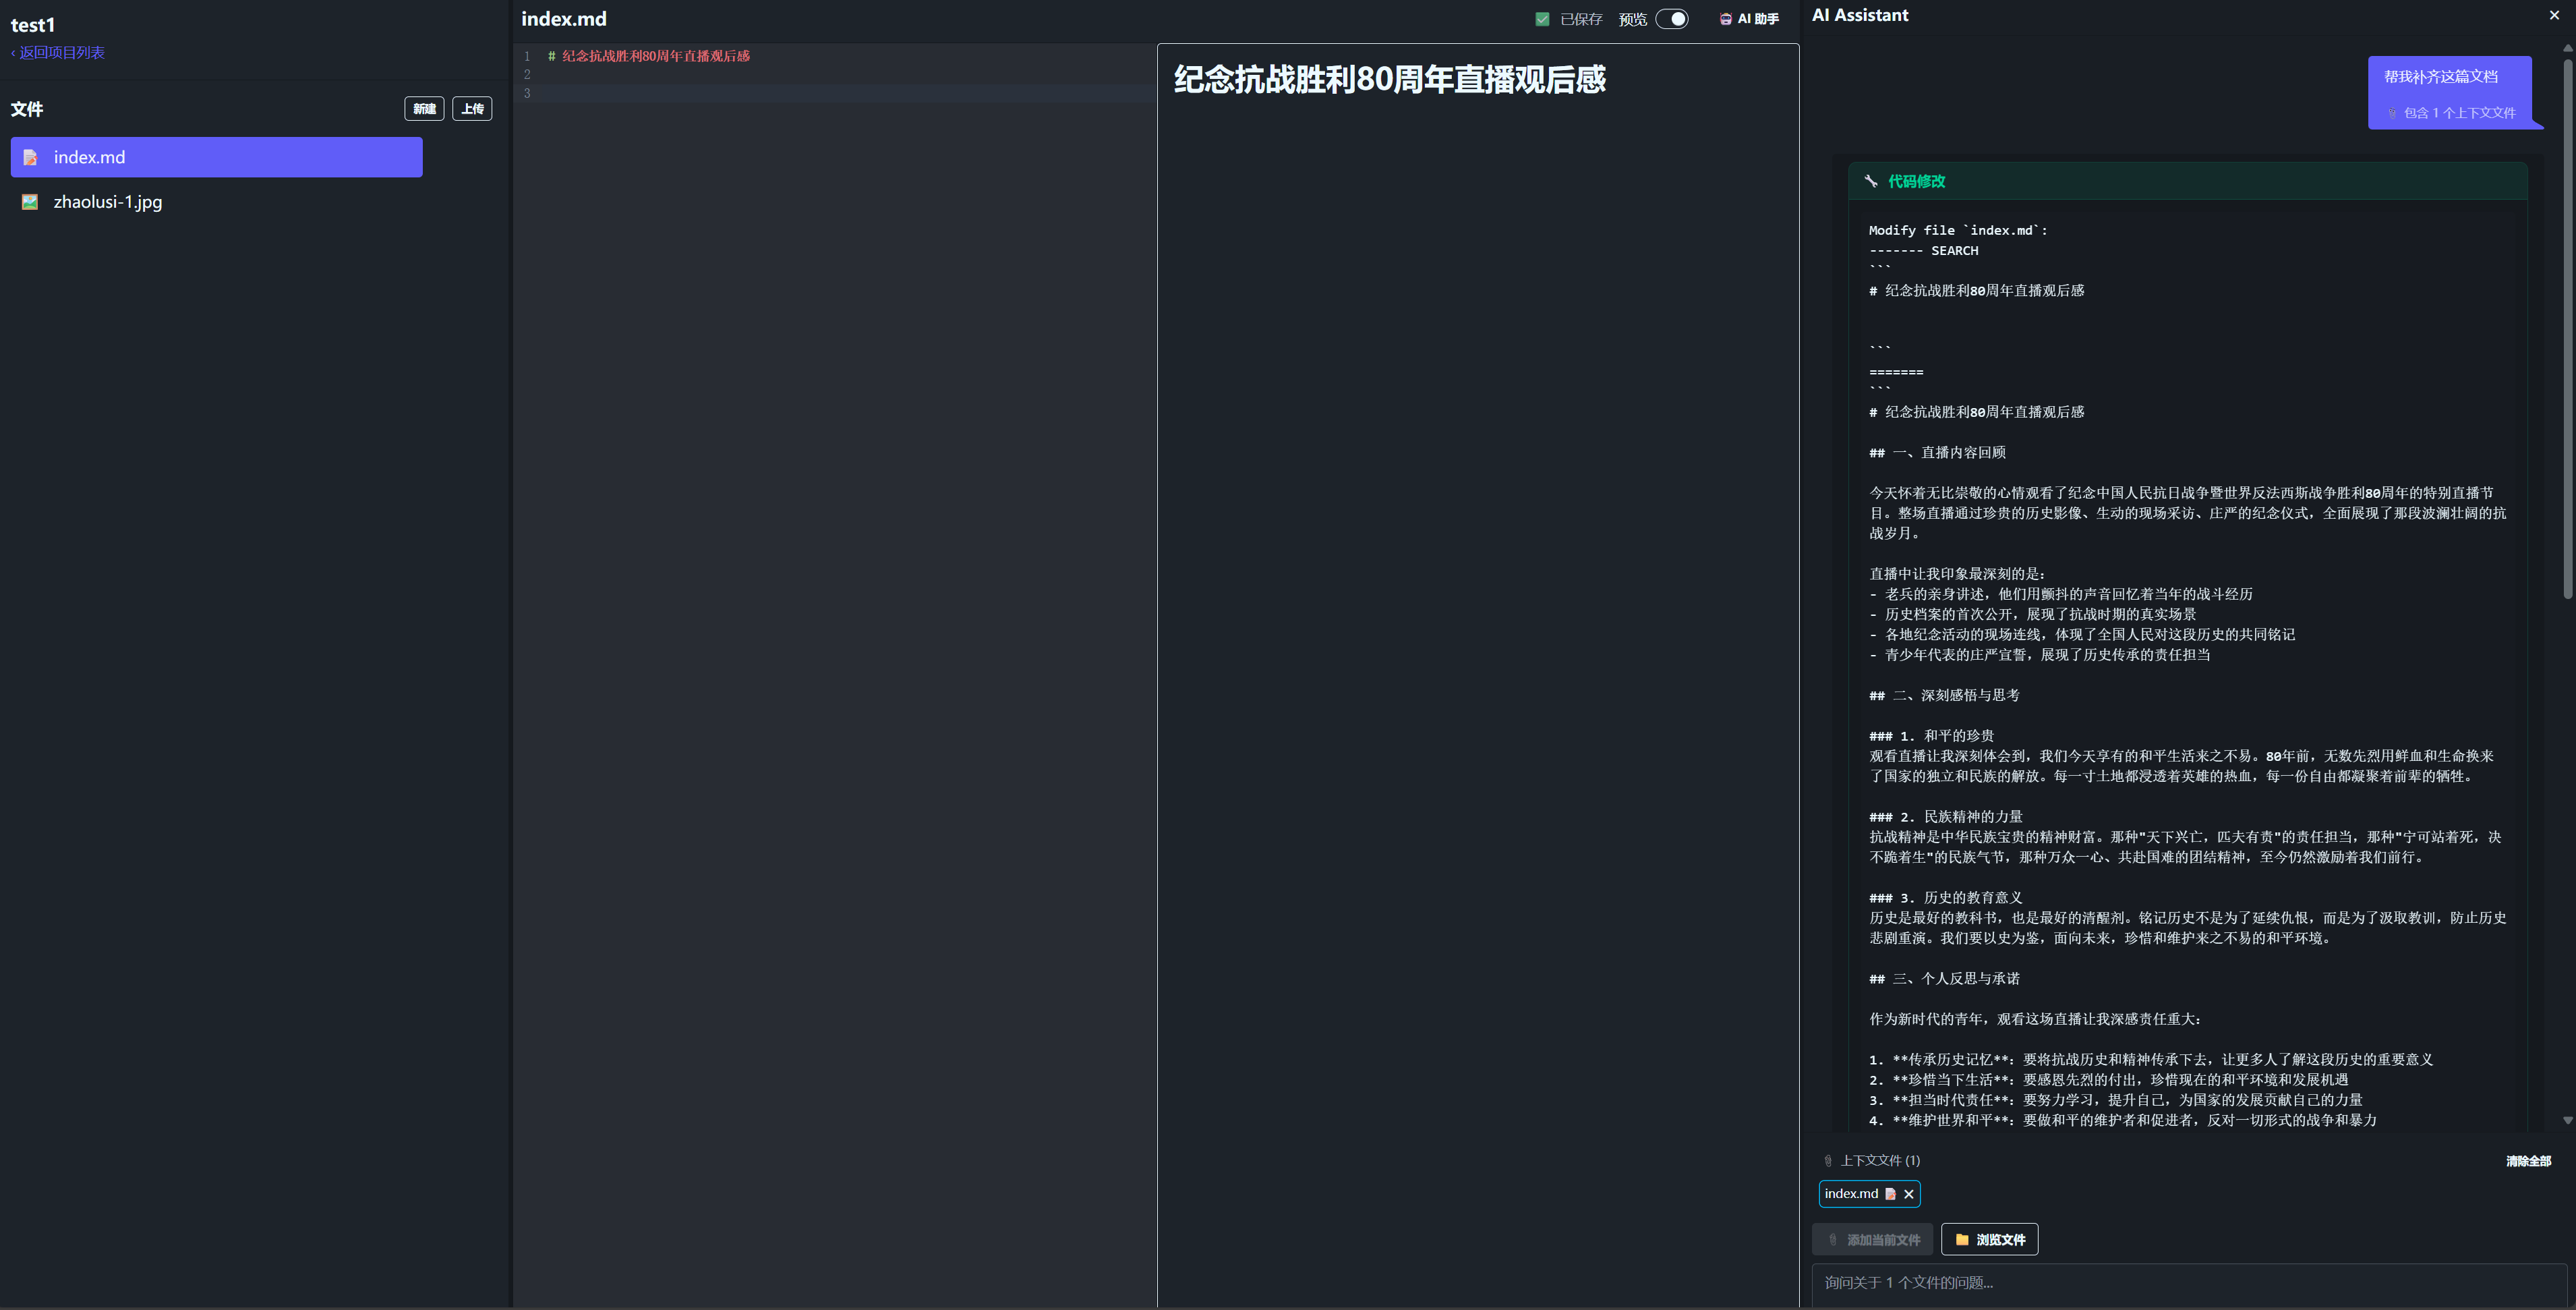 test1
‹ 返回项目列表
文件
新建
上传
index.md
zhaolusi-1.jpg
index.md
已保存
预览
AI 助手
1 # 纪念抗战胜利80周年直播观后感
2
3
纪念抗战胜利80周年直播观后感
AI Assistant
帮我补齐这篇文档
包含 1 个上下文文件
代码修改
Modify file `index.md`:
------- SEARCH
```
# 纪念抗战胜利80周年直播观后感
```
=======
```
# 纪念抗战胜利80周年直播观后感
## 一、直播内容回顾
今天怀着无比崇敬的心情观看了纪念中国人民抗日战争暨世界反法西斯战争胜利80周年的特别直播节
目。整场直播通过珍贵的历史影像、生动的现场采访、庄严的纪念仪式，全面展现了那段波澜壮阔的抗
战岁月。
直播中让我印象最深刻的是：
- 老兵的亲身讲述，他们用颤抖的声音回忆着当年的战斗经历
- 历史档案的首次公开，展现了抗战时期的真实场景
- 各地纪念活动的现场连线，体现了全国人民对这段历史的共同铭记
- 青少年代表的庄严宣誓，展现了历史传承的责任担当
## 二、深刻感悟与思考
### 1. 和平的珍贵
观看直播让我深刻体会到，我们今天享有的和平生活来之不易。80年前，无数先烈用鲜血和生命换来
了国家的独立和民族的解放。每一寸土地都浸透着英雄的热血，每一份自由都凝聚着前辈的牺牲。
### 2. 民族精神的力量
抗战精神是中华民族宝贵的精神财富。那种"天下兴亡，匹夫有责"的责任担当，那种"宁可站着死，决
不跪着生"的民族气节，那种万众一心、共赴国难的团结精神，至今仍然激励着我们前行。
### 3. 历史的教育意义
历史是最好的教科书，也是最好的清醒剂。铭记历史不是为了延续仇恨，而是为了汲取教训，防止历史
悲剧重演。我们要以史为鉴，面向未来，珍惜和维护来之不易的和平环境。
## 三、个人反思与承诺
作为新时代的青年，观看这场直播让我深感责任重大：
1. **传承历史记忆**：要将抗战历史和精神传承下去，让更多人了解这段历史的重要意义
2. **珍惜当下生活**：要感恩先烈的付出，珍惜现在的和平环境和发展机遇
3. **担当时代责任**：要努力学习，提升自己，为国家的发展贡献自己的力量
4. **维护世界和平**：要做和平的维护者和促进者，反对一切形式的战争和暴力
上下文文件 (1)
清除全部
index.md
添加当前文件
浏览文件
询问关于 1 个文件的问题...